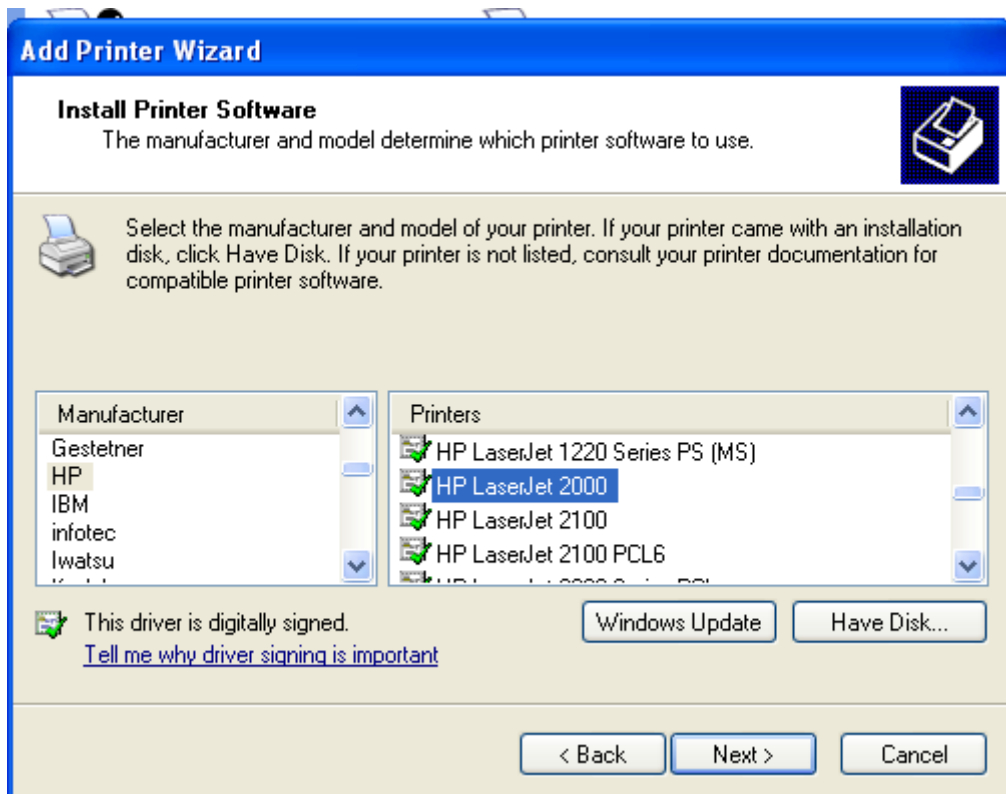 Add Printer Wizard
Install Printer Software
The manufacturer and model determine which printer software to use.
Select the manufacturer and model of your printer. If your printer came with an installation
disk, click Have Disk. If your printer is not listed, consult your printer documentation for
compatible printer software.
Manufacturer
Gestetner
HP
IBM
infotec
Iwatsu
Printers
HP LaserJet 1220 Series PS (MS)
HP LaserJet 2000
HP LaserJet 2100
HP LaserJet 2100 PCL6
This driver is digitally signed.
Tell me why driver signing is important
Windows Update
Have Disk...
< Back
Next >
Cancel